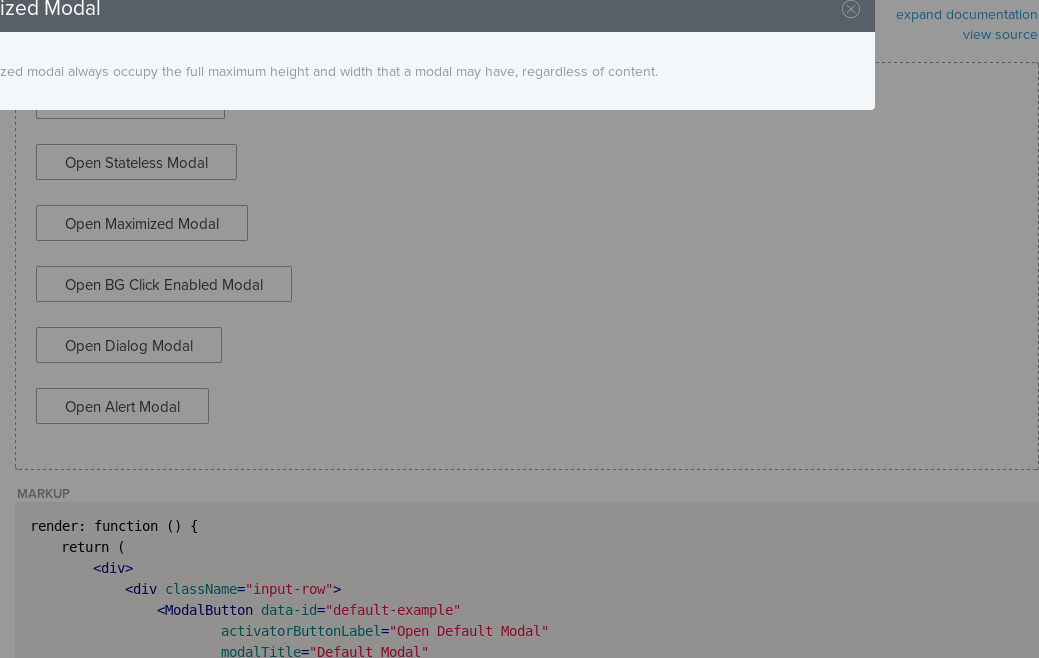 ized Modal
expand documentation
view source
zed modal always occupy the full maximum height and width that a modal may have, regardless of content.
Open Stateless Modal
Open Maximized Modal
Open BG Click Enabled Modal
Open Dialog Modal
Open Alert Modal
MARKUP
render: function () {
return (
<div>
<div className="input-row">
<ModalButton data-id="default-example"
activatorButtonLabel="Open Default Modal"
modalTitle="Default Modal"